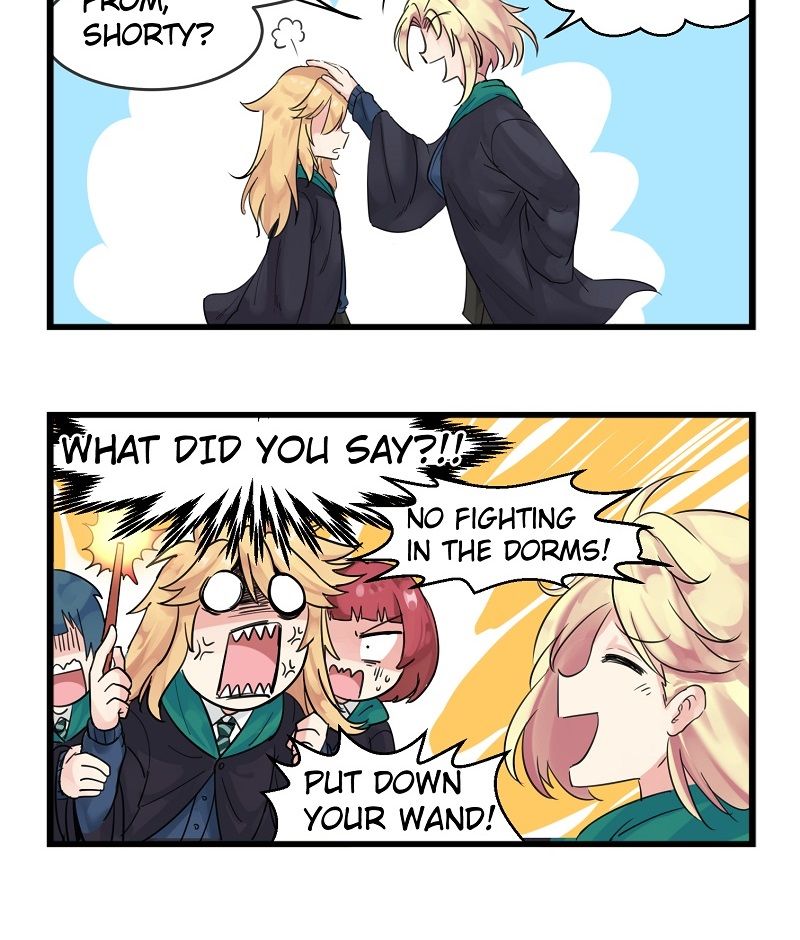 FROM,
SHORTY?
WHAT DID YOU SAY?!!
NO FIGHTING
IN THE DORMS!
PUT DOWN
YOUR WAND!